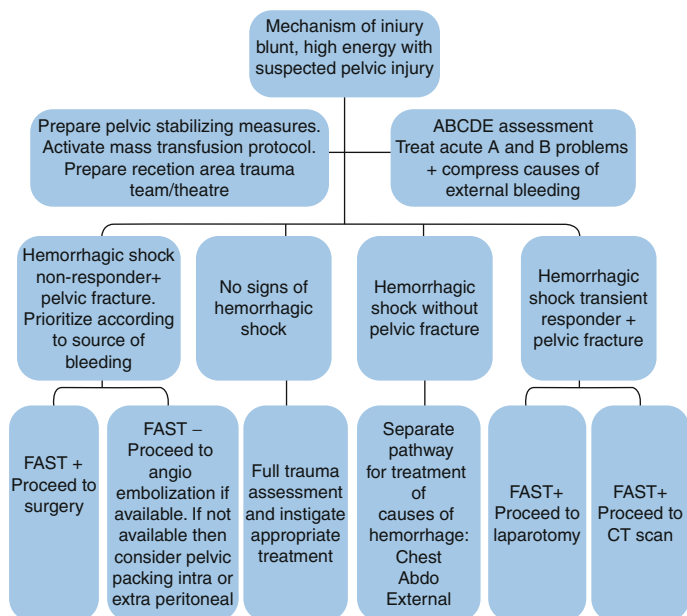 Mechanism of iniury
blunt, high energy with
suspected pelvic injury
Prepare pelvic stabilizing measures.
Activate mass transfusion protocol.
Prepare recetion area trauma
team/theatre
ABCDE assessment
Treat acute A and B problems
+ compress causes of
external bleeding
Hemorrhagic shock
non-responder+
pelvic fracture.
Prioritize according
to source of
bleeding
No signs of
hemorrhagic
shock
Hemorrhagic
shock without
pelvic fracture
Hemorrhagic
shock transient
responder +
pelvic fracture
FAST +
Proceed to
surgery
FAST –
Proceed to
angio
embolization if
available. If not
available then
consider pelvic
packing intra or
extra peritoneal
Full trauma
assessment
and instigate
appropriate
treatment
Separate
pathway
for treatment
of
causes of
hemorrhage:
Chest
Abdo
External
FAST+
Proceed to
laparotomy
FAST+
Proceed to
CT scan